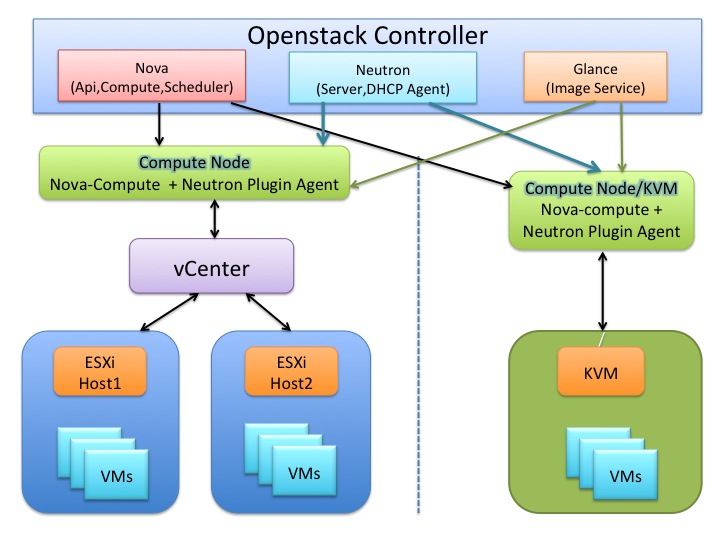 Openstack Controller
Nova
(Api,Compute,Scheduler)
Neutron
(Server,DHCP Agent)
Glance
(Image Service)
Compute Node
Nova-Compute + Neutron Plugin Agent
Compute Node/KVM
Nova-compute +
Neutron Plugin Agent
vCenter
ESXi
Host1
VMs
ESXi
Host2
VMs
KVM
VMs